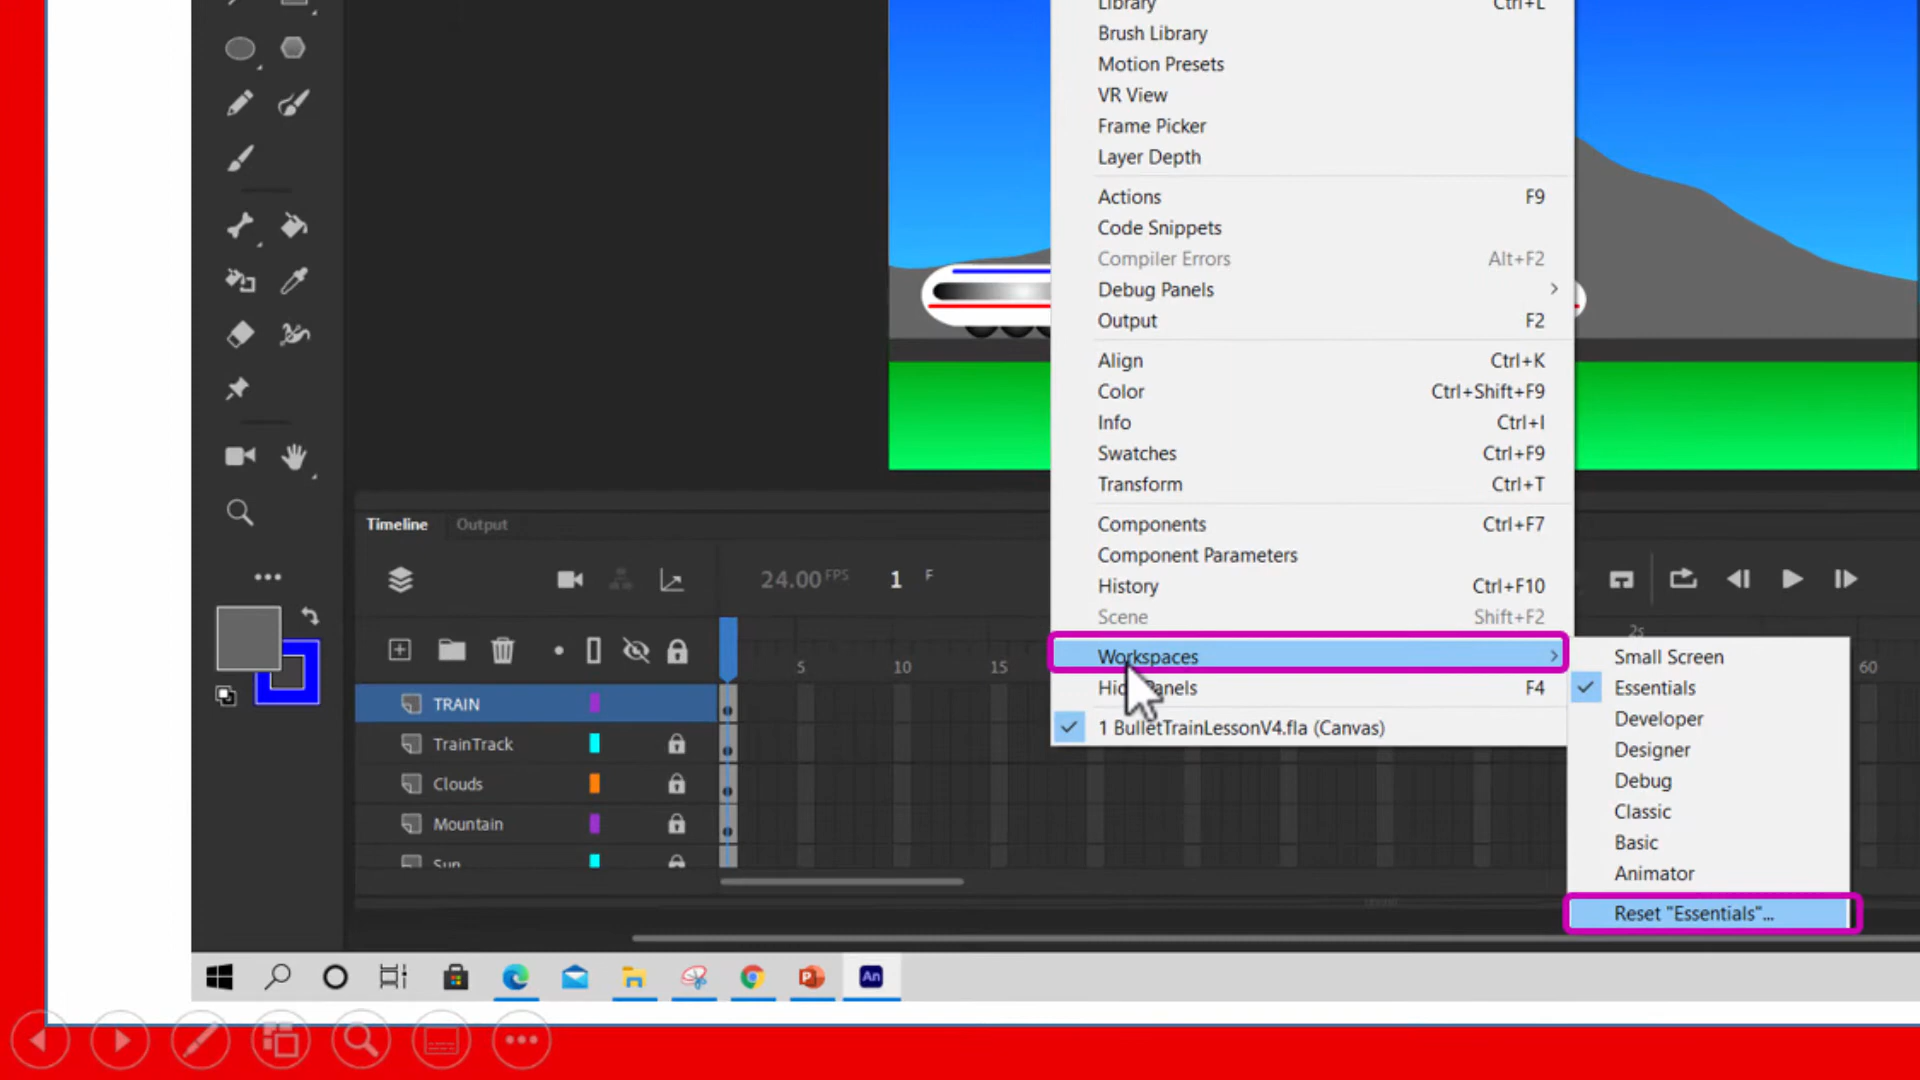 Library Ctrl+L
Brush Library
Motion Presets
VR View
Frame Picker
Layer Depth
Actions F9
Code Snippets
Compiler Errors Alt+F2
Debug Panels
Output F2
Align Ctrl+K
Color Ctrl+Shift+F9
Info Ctrl+I
Swatches Ctrl+F9
Transform Ctrl+T
Components Ctrl+F7
Component Parameters
History Ctrl+F10
Scene Shift+F2
Workspaces
Hide Panels F4
1 BulletTrainLessonV4.fla (Canvas)
Small Screen
Essentials
Developer
Designer
Debug
Classic
Basic
Animator
Reset "Essentials"...
Timeline Output
24.00 FPS 1 F
2s
5 10 15 60
TRAIN
TrainTrack
Clouds
Mountain
Sun
An